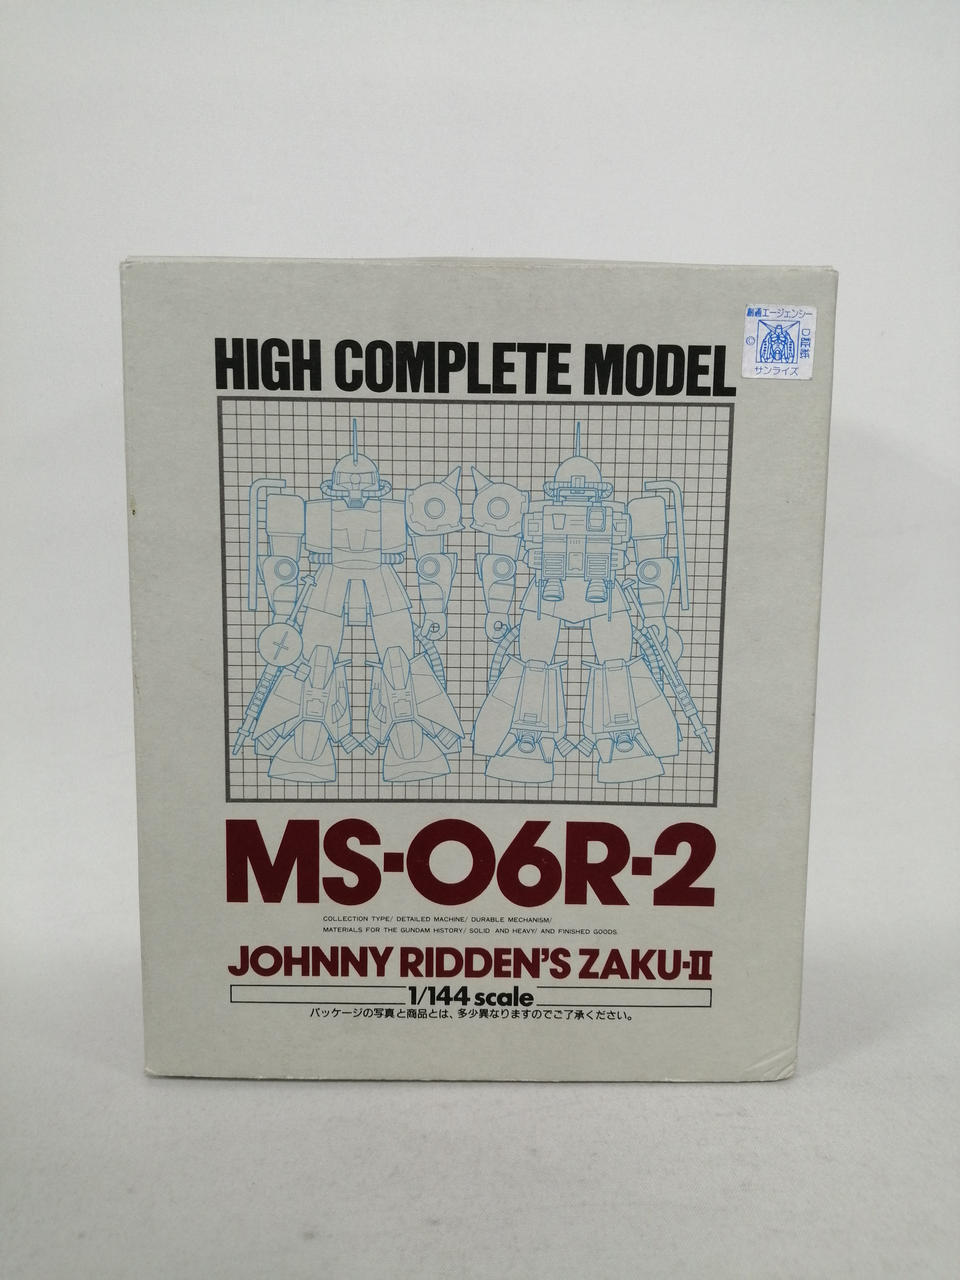 創通エージェンシー
©
D証紙
サンライズ
HIGH COMPLETE MODEL
MS-06R-2
COLLECTION TYPE/ DETAILED MACHINE/ DURABLE MECHANISM/
MATERIALS FOR THE GUNDAM HISTORY/ SOLID AND HEAVY/ AND FINISHED GOODS.
JOHNNY RIDDEN'S ZAKU-II
1/144 scale
パッケージの写真と商品とは、多少異なりますのでご了承ください。